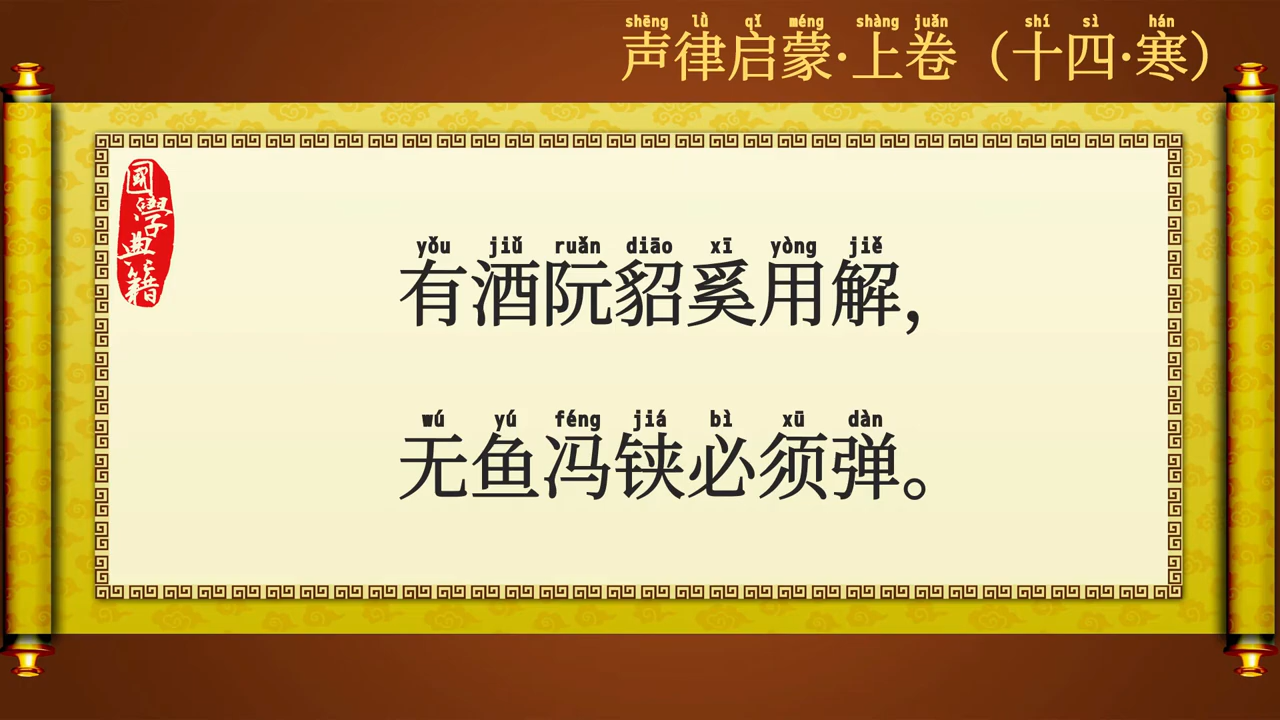 shēng lǜ qǐ méng shàng juǎn shí sì hán
声律启蒙·上卷（十四·寒）
國學典籍
yǒu jiǔ ruǎn diāo xī yòng jiě
有酒阮貂奚用解，
wú yú féng jiá bì xū dàn
无鱼冯铗必须弹。